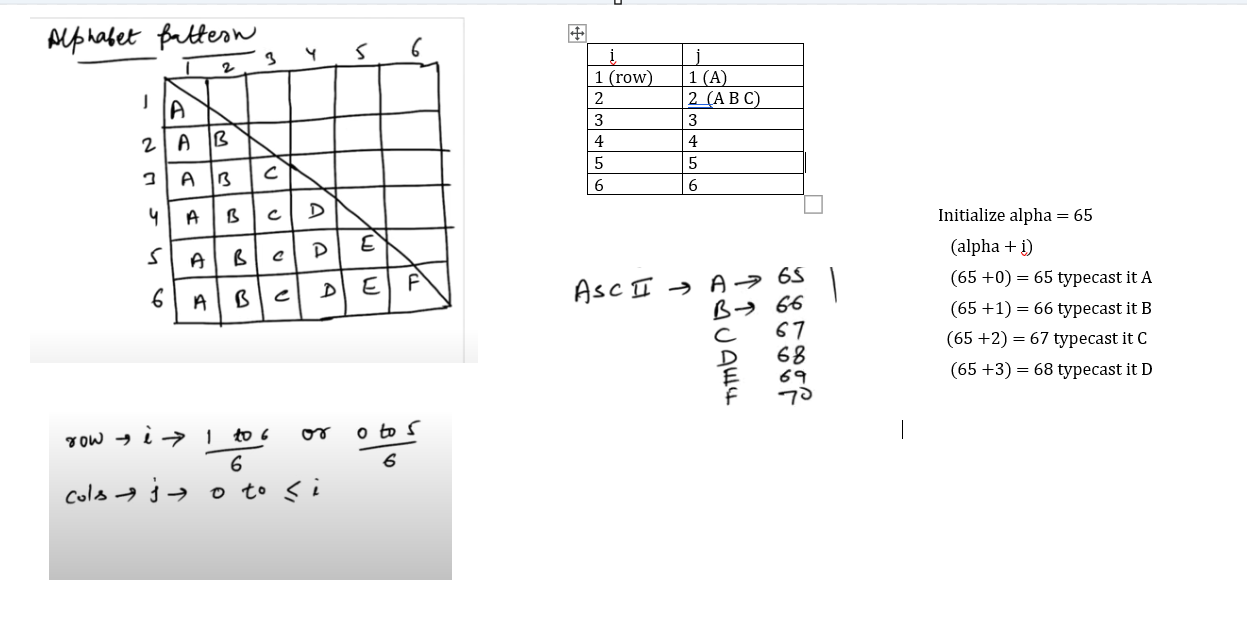 Alphabet Pattern
1 2 3 4 5 6
1 A
2 A B
3 A B C
4 A B C D
5 A B C D E
6 A B C D E F
row → i → 1 to 6 or 0 to 5
6 6
cols → j → 0 to ≤ i
i j
1 (row) 1 (A)
2 2 (A B C)
3 3
4 4
5 5
6 6
ASCII → A → 65
B → 66
C 67
D 68
E 69
F 70
Initialize alpha = 65
(alpha + i)
(65 +0) = 65 typecast it A
(65 +1) = 66 typecast it B
(65 +2) = 67 typecast it C
(65 +3) = 68 typecast it D